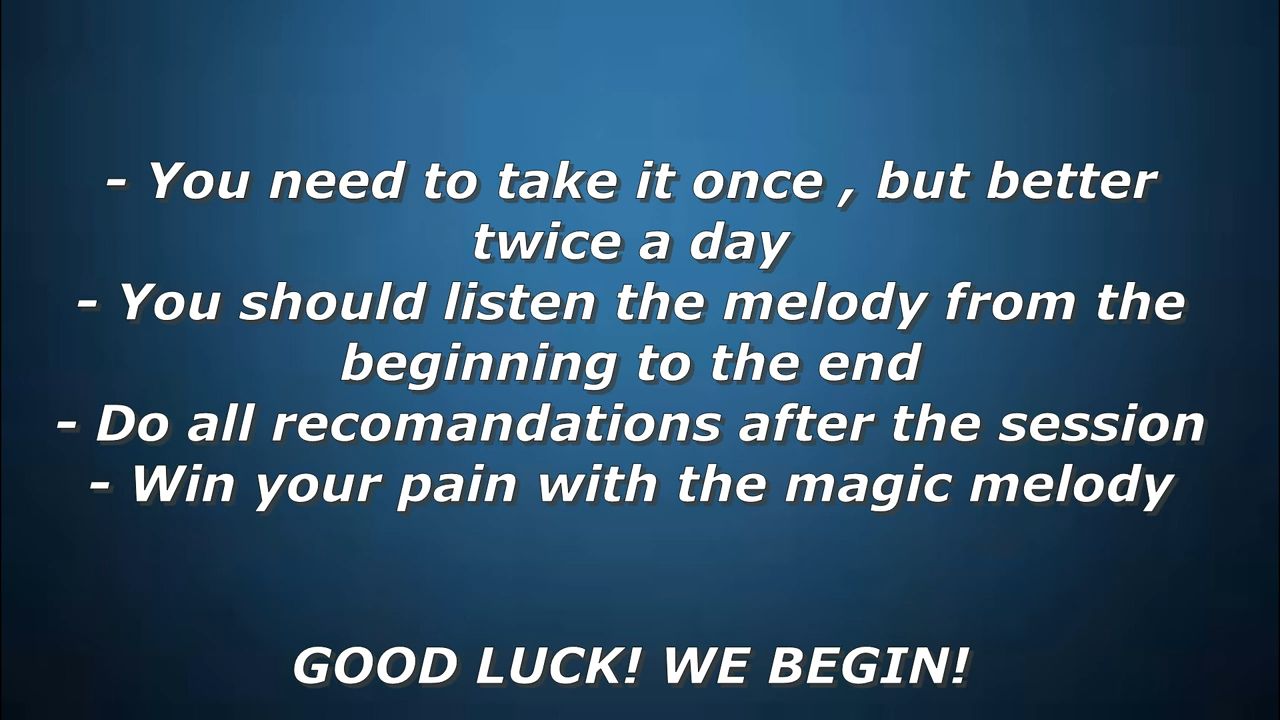 - You need to take it once , but better
twice a day
- You should listen the melody from the
beginning to the end
- Do all recomandations after the session
- Win your pain with the magic melody
GOOD LUCK! WE BEGIN!